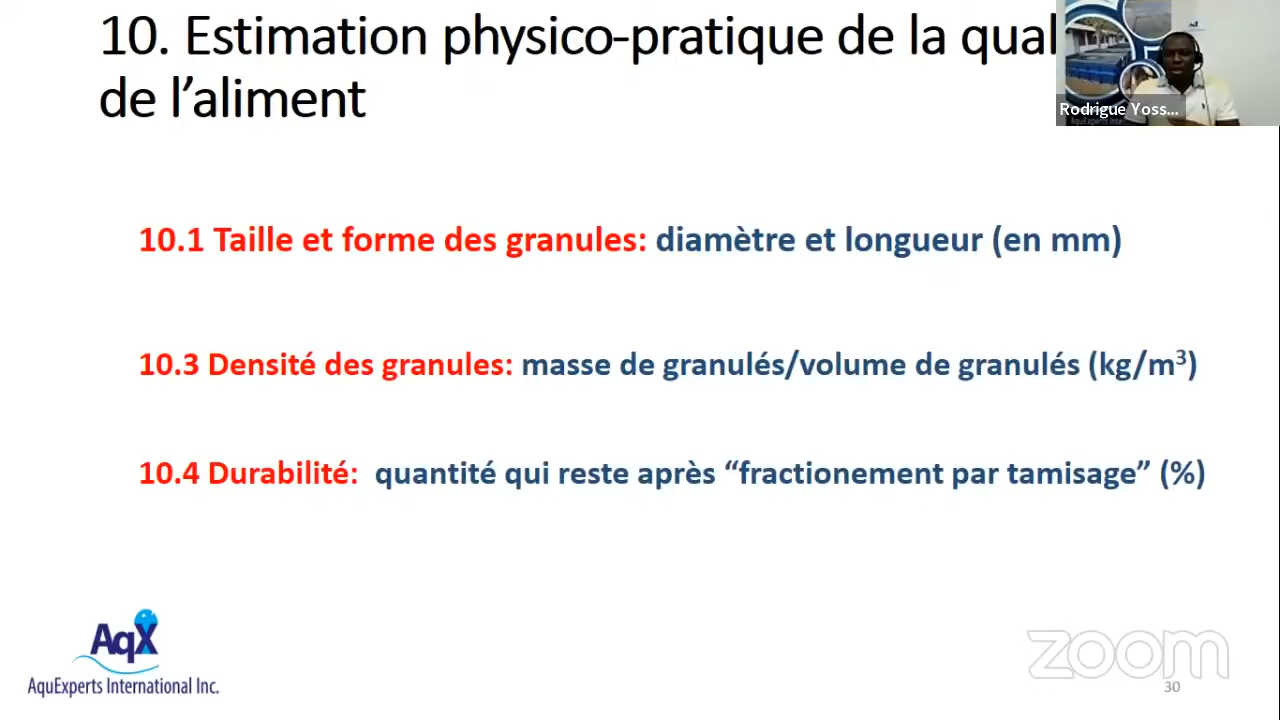 10. Estimation physico-pratique de la qual
de l’aliment
Rodrigue Yoss...
10.1 Taille et forme des granules: diamètre et longueur (en mm)
10.3 Densité des granules: masse de granulés/volume de granulés (kg/m³)
10.4 Durabilité: quantité qui reste après “fractionement par tamisage” (%)
AqX
AquExperts International Inc.
zoom
30